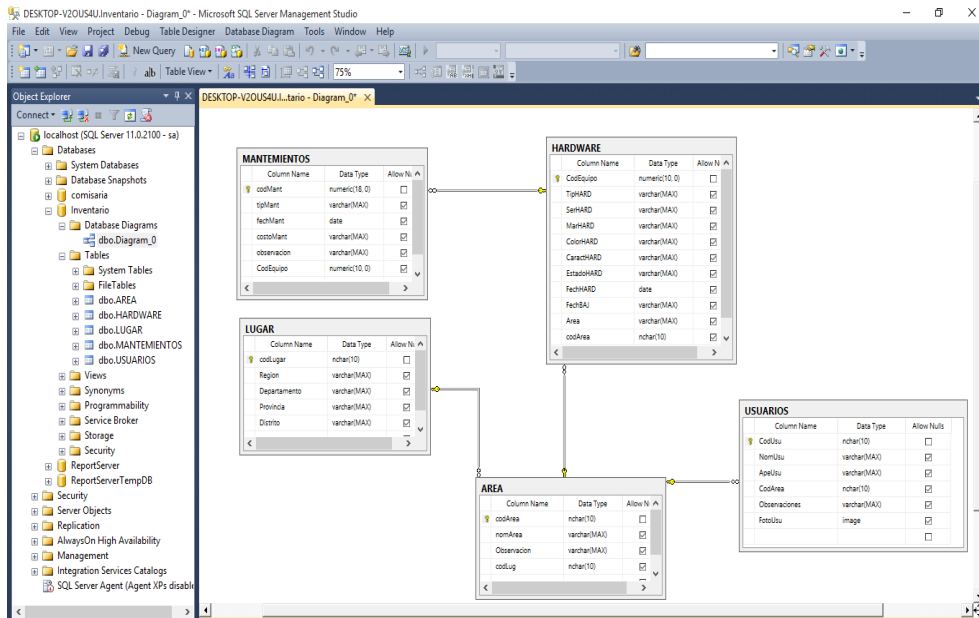 DESKTOP-V2OUS4U.Inventario - Diagram_0* - Microsoft SQL Server Management Studio
File Edit View Project Debug Table Designer Database Diagram Tools Window Help
New Query
Table View 75%
Object Explorer
Connect
localhost (SQL Server 11.0.2100 - sa)
Databases
System Databases
Database Snapshots
comisaria
Inventario
Database Diagrams
dbo.Diagram_0
Tables
System Tables
FileTables
dbo.AREA
dbo.HARDWARE
dbo.LUGAR
dbo.MANTEMIENTOS
dbo.USUARIOS
Views
Synonyms
Programmability
Service Broker
Storage
Security
ReportServer
ReportServerTempDB
Security
Server Objects
Replication
AlwaysOn High Availability
Management
Integration Services Catalogs
SQL Server Agent (Agent XPs disable
DESKTOP-V2OUS4U.I...tario - Diagram_0*
MANTEMIENTOS
Column Name Data Type Allow Nu
codMant numeric(18, 0)
tipMant varchar(MAX)
fechMant date
costoMant varchar(MAX)
observacion varchar(MAX)
CodEquipo numeric(10, 0)
HARDWARE
Column Name Data Type Allow N
CodEquipo numeric(10, 0)
TipHARD varchar(MAX)
SerHARD varchar(MAX)
MarHARD varchar(MAX)
ColorHARD varchar(MAX)
CaractHARD varchar(MAX)
EstadoHARD varchar(MAX)
FechHARD date
FechBAJ varchar(MAX)
Area varchar(MAX)
codArea nchar(10)
LUGAR
Column Name Data Type Allow Nu
codLugar nchar(10)
Region varchar(MAX)
Departamento varchar(MAX)
Provincia varchar(MAX)
Distrito varchar(MAX)
USUARIOS
Column Name Data Type Allow Nulls
CodUsu nchar(10)
NomUsu varchar(MAX)
ApeUsu varchar(MAX)
CodArea nchar(10)
Observaciones varchar(MAX)
FotoUsu image
AREA
Column Name Data Type Allow N
codArea nchar(10)
nomArea varchar(MAX)
Observacion varchar(MAX)
codLug nchar(10)